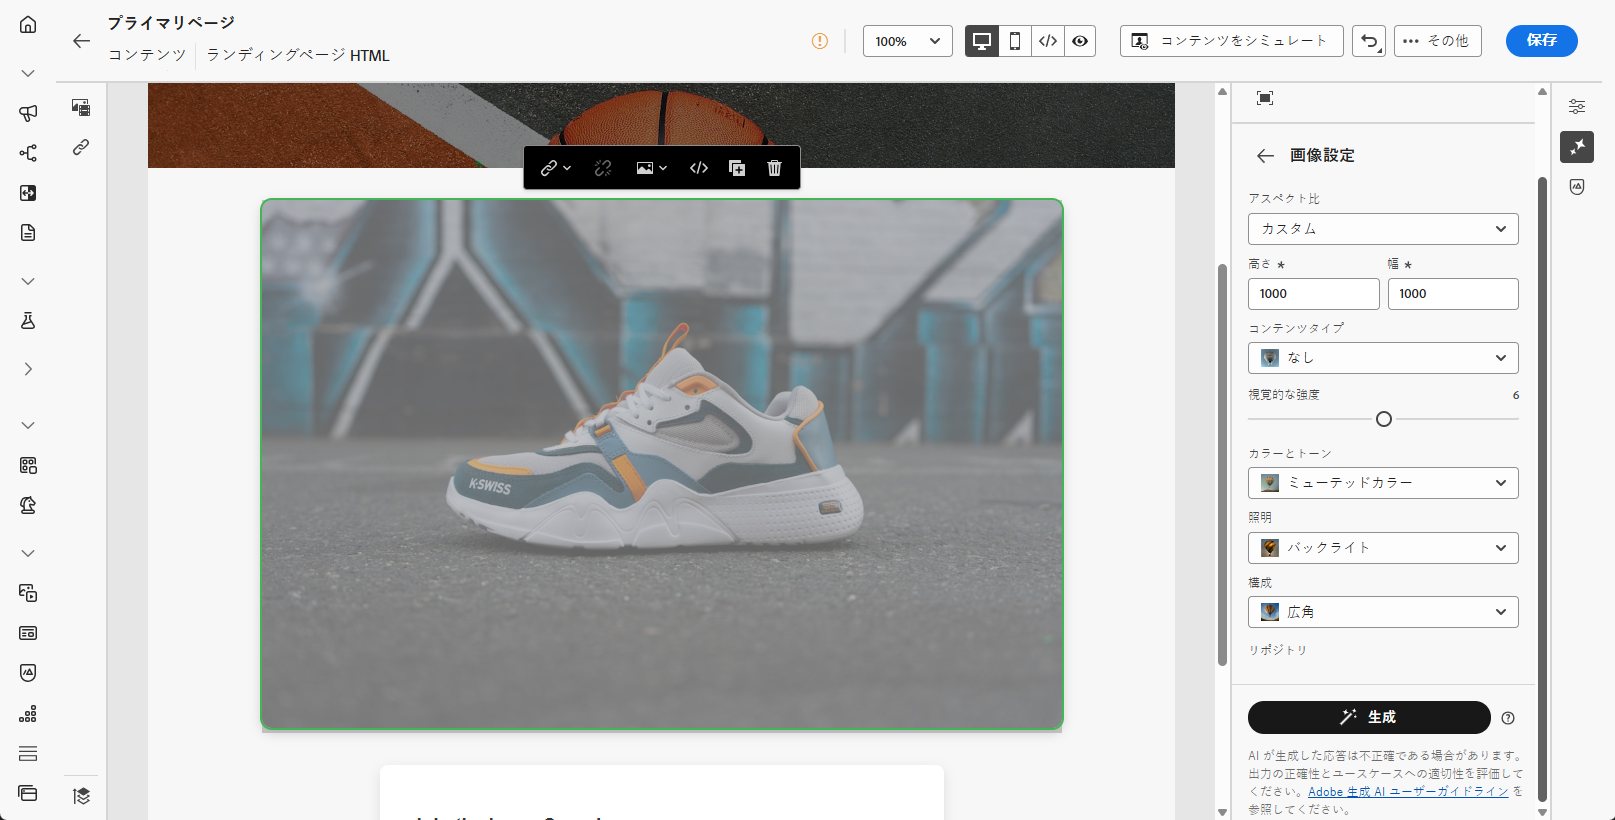 プライマリページ
コンテンツ ランディングページ HTML
100%
コンテンツをシミュレート
その他
保存
画像設定
アスペクト比
カスタム
高さ * 幅 *
1000 1000
コンテンツタイプ
なし
視覚的な強度 6
カラーとトーン
ミューテッドカラー
照明
バックライト
構成
広角
リポジトリ
生成
AI が生成した応答は不正確である場合があります。
出力の正確性とユースケースへの適切性を評価して
ください。Adobe 生成 AI ユーザーガイドライン を
参照してください。
K-SWISS